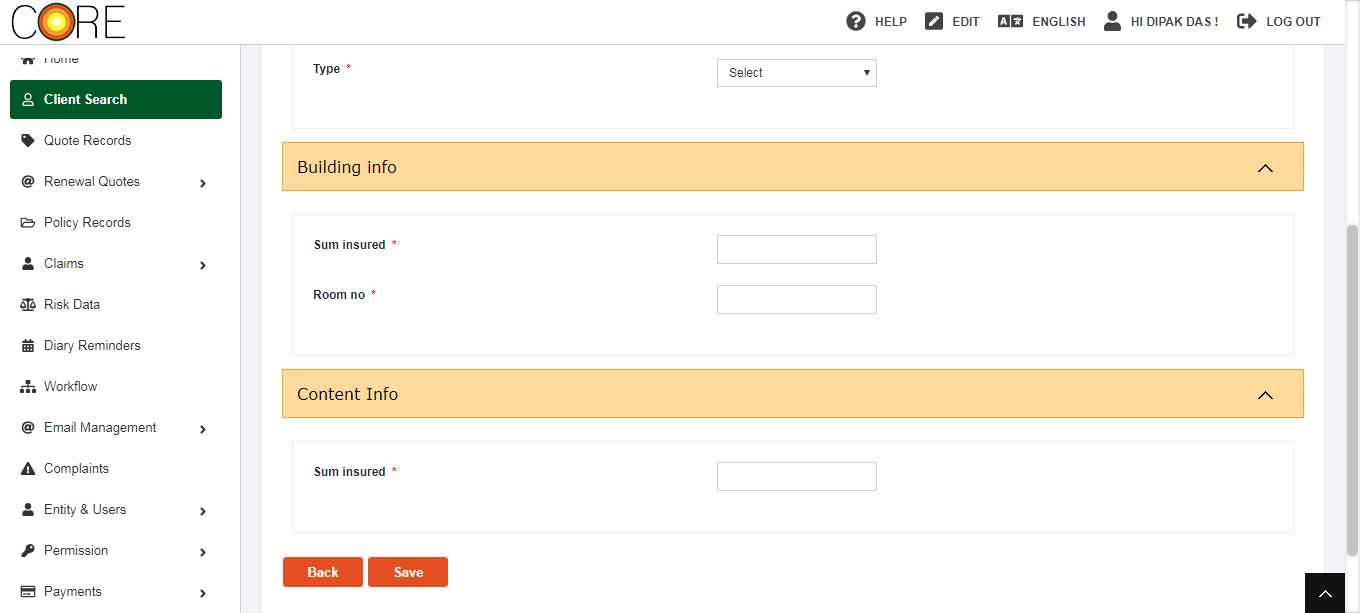 CORE
HELP
EDIT
ENGLISH
HI DIPAK DAS !
LOG OUT
Home
Client Search
Quote Records
Renewal Quotes
Policy Records
Claims
Risk Data
Diary Reminders
Workflow
Email Management
Complaints
Entity & Users
Permission
Payments
Type *
Select
Building info
Sum insured *
Room no *
Content Info
Sum insured *
Back
Save